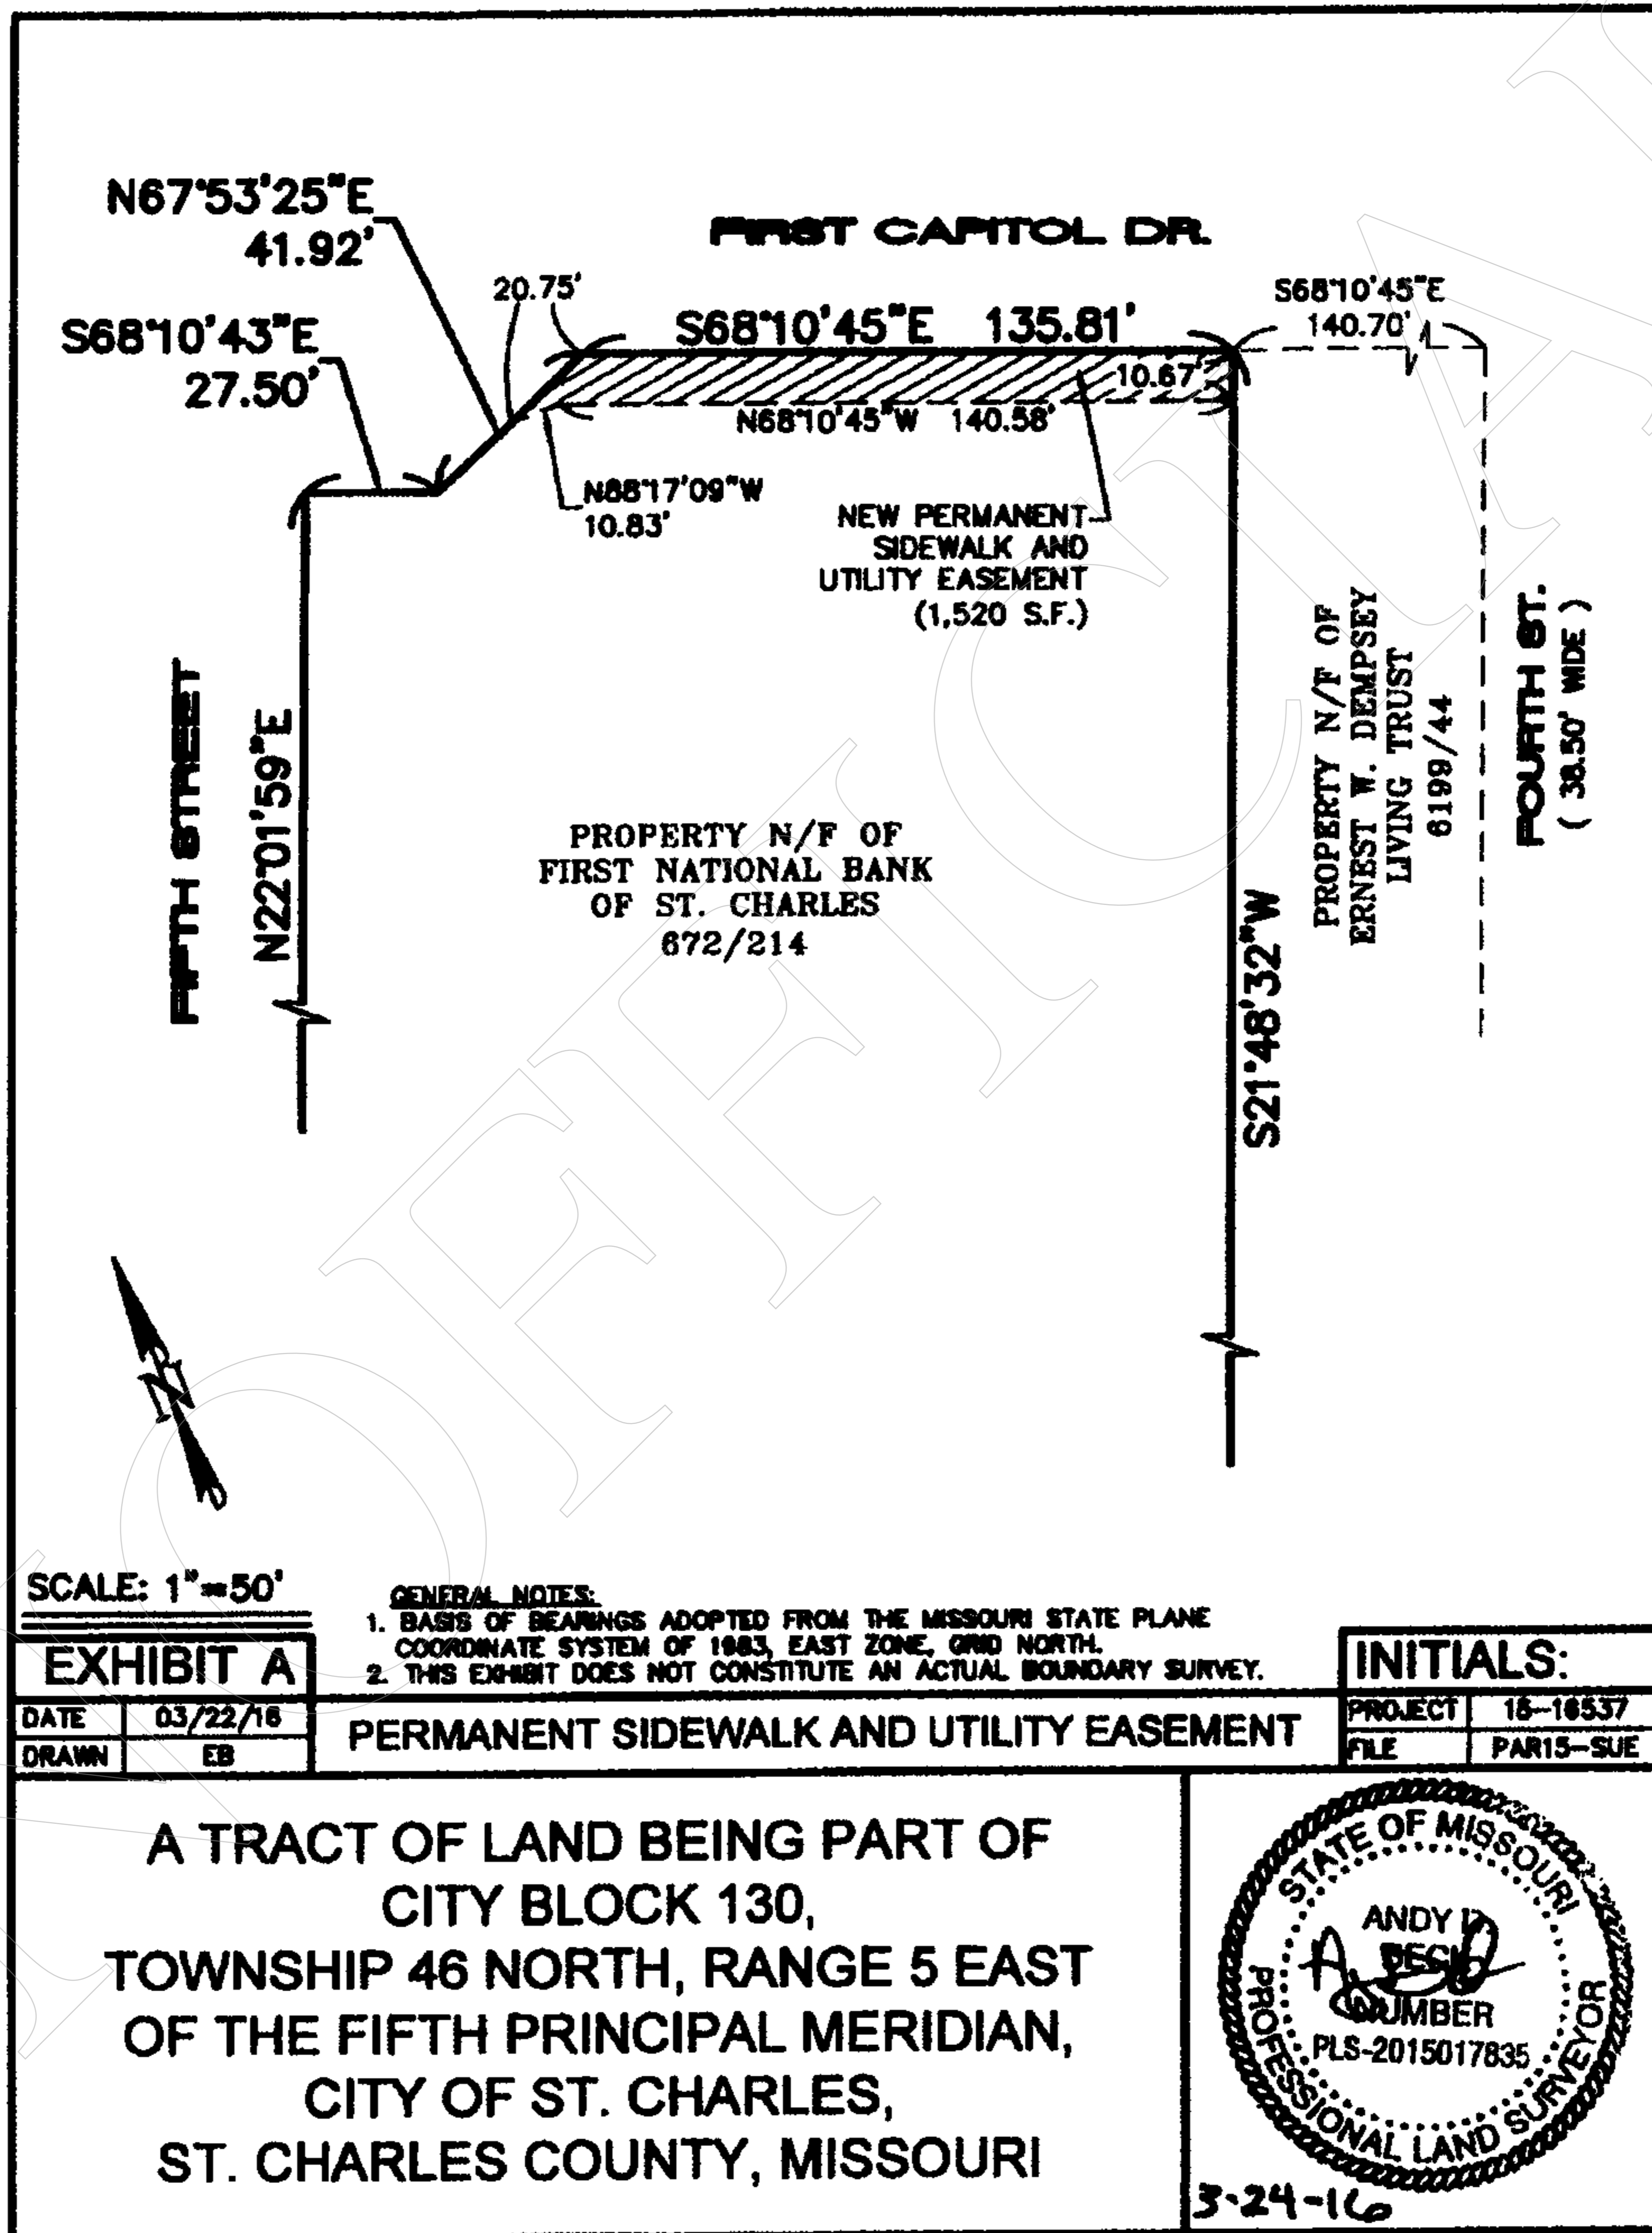 N67°53'25"E
41.92'
FIRST CAPITOL DR.
20.75'
S68°10'45"E
140.70'
S68°10'43"E
27.50'
S68°10'45"E 135.81'
10.67'
N68°10'45"W 140.58'
N88°17'09"W
10.83'
NEW PERMANENT
SIDEWALK AND
UTILITY EASEMENT
(1,520 S.F.)
FIFTH STREET
N22°01'59"E
PROPERTY N/F OF
FIRST NATIONAL BANK
OF ST. CHARLES
672/214
S21°48'32"W
PROPERTY N/F OF
ERNEST W. DEMPSEY
LIVING TRUST
6199/44
FOURTH ST.
( 38.50' WIDE )
N
SCALE: 1"=50'
GENERAL NOTES:
1. BASIS OF BEARINGS ADOPTED FROM THE MISSOURI STATE PLANE
COORDINATE SYSTEM OF 1983, EAST ZONE, GRID NORTH.
2. THIS EXHIBIT DOES NOT CONSTITUTE AN ACTUAL BOUNDARY SURVEY.
EXHIBIT A
INITIALS:
DATE 03/22/16
DRAWN EB
PERMANENT SIDEWALK AND UTILITY EASEMENT
PROJECT
FILE PAR15-SUE
A TRACT OF LAND BEING PART OF
CITY BLOCK 130,
TOWNSHIP 46 NORTH, RANGE 5 EAST
OF THE FIFTH PRINCIPAL MERIDIAN,
CITY OF ST. CHARLES,
ST. CHARLES COUNTY, MISSOURI
STATE OF MISSOURI
ANDY
NUMBER
PLS-2015017835
PROFESSIONAL LAND SURVEYOR
3-24-16